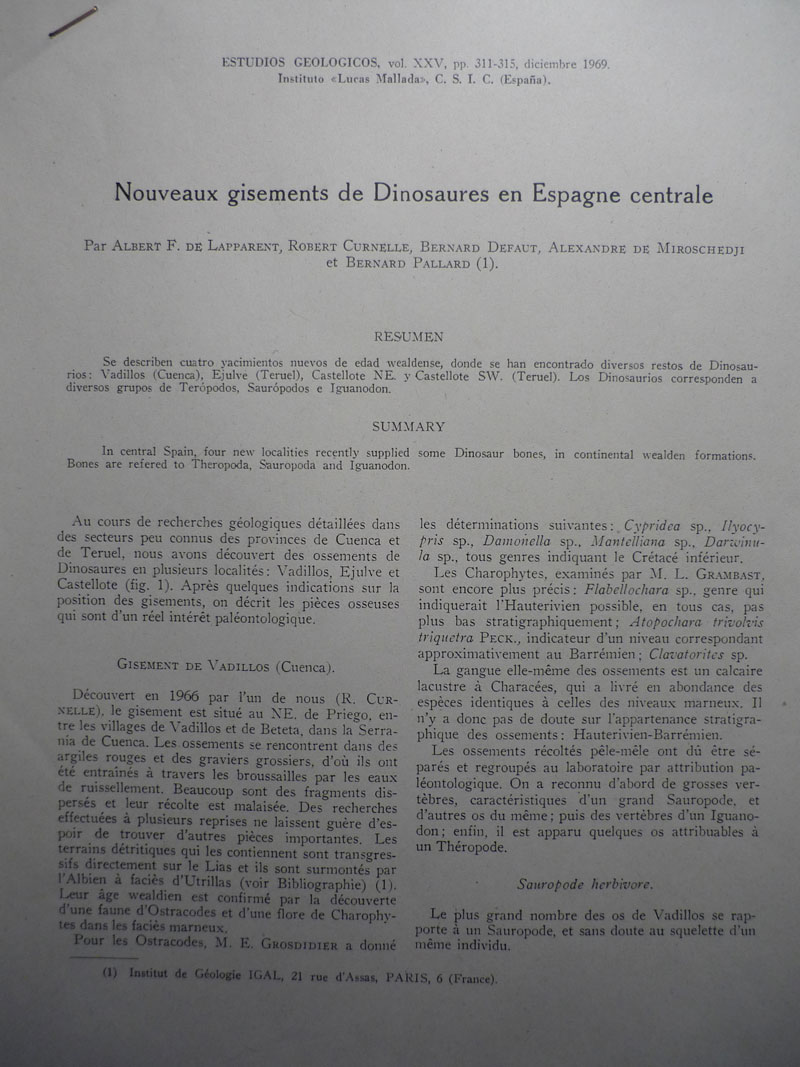 ESTUDIOS GEOLOGICOS, vol. XXV, pp. 311-315, diciembre 1969.
Instituto «Lucas Mallada», C. S. I. C. (España).
Nouveaux gisements de Dinosaures en Espagne centrale
Par ALBERT F. DE LAPPARENT, ROBERT CURNELLE, BERNARD DEFAUT, ALEXANDRE DE MIROSCHEDJI
et BERNARD PALLARD (1).
RESUMEN
Se describen cuatro yacimientos nuevos de edad wealdense, donde se han encontrado diversos restos de Dinosau-
rios: Vadillos (Cuenca), Ejulve (Teruel), Castellote NE. y Castellote SW. (Teruel). Los Dinosaurios corresponden a
diversos grupos de Terópodos, Saurópodos e Iguanodon.
SUMMARY
In central Spain, four new localities recently supplied some Dinosaur bones, in continental wealden formations.
Bones are refered to Theropoda, Sauropoda and Iguanodon.
Au cours de recherches géologiques détaillées dans
des secteurs peu connus des provinces de Cuenca et
de Teruel, nous avons découvert des ossements de
Dinosaures en plusieurs localités: Vadillos, Ejulve et
Castellote (fig. 1). Après quelques indications sur la
position des gisements, on décrit les pièces osseuses
qui sont d'un réel intérêt paléontologique.
GISEMENT DE VADILLOS (Cuenca).
Découvert en 1966 par l'un de nous (R. CUR-
NELLE), le gisement est situé au NE. de Priego, en-
tre les villages de Vadillos et de Beteta, dans la Serra-
nia de Cuenca. Les ossements se rencontrent dans des
argiles rouges et des graviers grossiers, d'où ils ont
été entraînés à travers les broussailles par les eaux
de ruissellement. Beaucoup sont des fragments dis-
persés et leur récolte est malaisée. Des recherches
effectuées à plusieurs reprises ne laissent guère d'es-
poir de trouver d'autres pièces importantes. Les
terrains détritiques qui les contiennent sont transgres-
sifs directement sur le Lias et ils sont surmontés par
l'Albien à faciès d'Utrillas (voir Bibliographie) (1).
Leur âge wealdien est confirmé par la découverte
d'une faune d'Ostracodes et d'une flore de Charophy-
tes dans les faciès marneux.
Pour les Ostracodes, M. E. GROSDIDIER a donné
les déterminations suivantes: Cypridea sp., Ilyocy-
pris sp., Damonella sp., Mantelliana sp., Darwinu-
la sp., tous genres indiquant le Crétacé inférieur.
Les Charophytes, examinés par M. L. GRAMBAST,
sont encore plus précis: Flabellochara sp., genre qui
indiquerait l'Hauterivien possible, en tous cas, pas
plus bas stratigraphiquement; Atopochara trivolvis
triquetra PECK., indicateur d'un niveau correspondant
approximativement au Barrémien; Clavatorites sp.
La gangue elle-même des ossements est un calcaire
lacustre à Characées, qui a livré en abondance des
espèces identiques à celles des niveaux marneux. Il
n'y a donc pas de doute sur l'appartenance stratigra-
phique des ossements: Hauterivien-Barrémien.
Les ossements récoltés pêle-mêle ont dû être sé-
parés et regroupés au laboratoire par attribution pa-
léontologique. On a reconnu d'abord de grosses ver-
tèbres, caractéristiques d'un grand Sauropode, et
d'autres os du même; puis des vertèbres d'un Iguano-
don; enfin, il est apparu quelques os attribuables à
un Théropode.
Sauropode herbivore.
Le plus grand nombre des os de Vadillos se rap-
porte à un Sauropode, et sans doute au squelette d'un
même individu.
(1) Institut de Géologie IGAL, 21 rue d'Assas, PARIS, 6 (France).